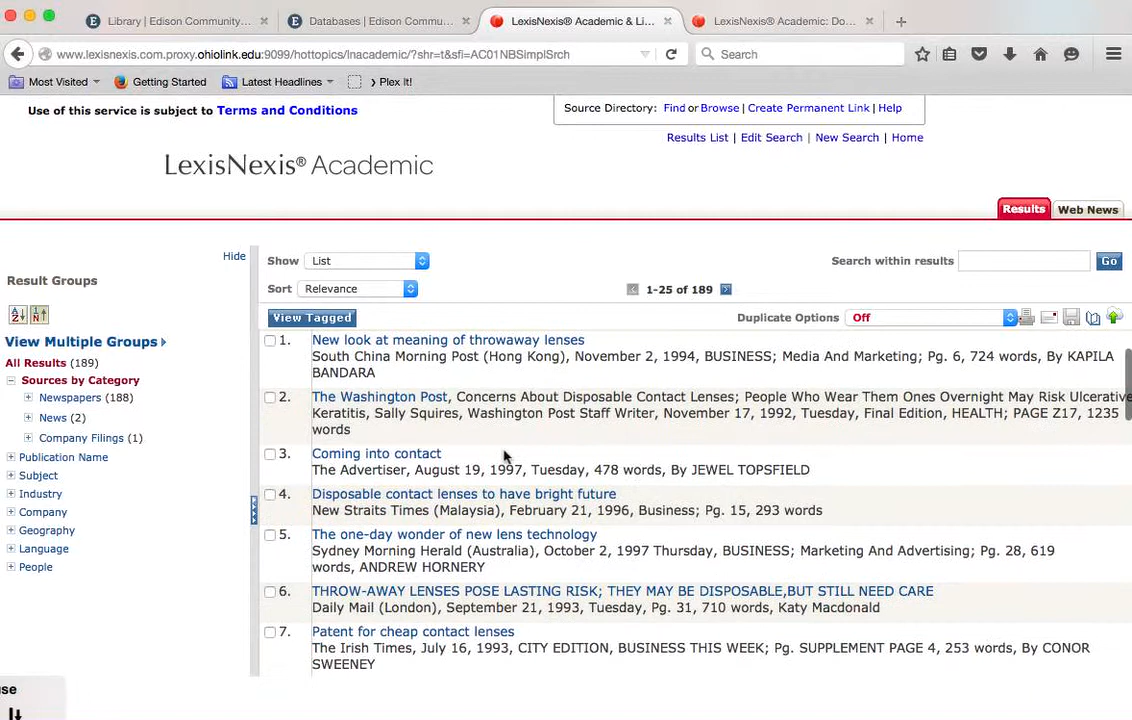 Library | Edison Community...
Databases | Edison Commu...
LexisNexis® Academic & Li...
LexisNexis® Academic: Do...
www.lexisnexis.com.proxy.ohiolink.edu:9099/hottopics/lnacademic/?shr=t&sfi=AC01NBSimplSrch
Search
Most Visited
Getting Started
Latest Headlines
Plex It!
Use of this service is subject to Terms and Conditions
Source Directory: Find or Browse | Create Permanent Link | Help
Results List | Edit Search | New Search | Home
LexisNexis® Academic
Results
Web News
Hide
Result Groups
View Multiple Groups
All Results (189)
Sources by Category
Newspapers (188)
News (2)
Company Filings (1)
Publication Name
Subject
Industry
Company
Geography
Language
People
Show List
Search within results
Go
Sort Relevance
1-25 of 189
View Tagged
Duplicate Options Off
1. New look at meaning of throwaway lenses
South China Morning Post (Hong Kong), November 2, 1994, BUSINESS; Media And Marketing; Pg. 6, 724 words, By KAPILA
BANDARA
2. The Washington Post, Concerns About Disposable Contact Lenses; People Who Wear Them Ones Overnight May Risk Ulcerative
Keratitis, Sally Squires, Washington Post Staff Writer, November 17, 1992, Tuesday, Final Edition, HEALTH; PAGE Z17, 1235
words
3. Coming into contact
The Advertiser, August 19, 1997, Tuesday, 478 words, By JEWEL TOPSFIELD
4. Disposable contact lenses to have bright future
New Straits Times (Malaysia), February 21, 1996, Business; Pg. 15, 293 words
5. The one-day wonder of new lens technology
Sydney Morning Herald (Australia), October 2, 1997 Thursday, BUSINESS; Marketing And Advertising; Pg. 28, 619
words, ANDREW HORNERY
6. THROW-AWAY LENSES POSE LASTING RISK; THEY MAY BE DISPOSABLE,BUT STILL NEED CARE
Daily Mail (London), September 21, 1993, Tuesday, Pg. 31, 710 words, Katy Macdonald
7. Patent for cheap contact lenses
The Irish Times, July 16, 1993, CITY EDITION, BUSINESS THIS WEEK; Pg. SUPPLEMENT PAGE 4, 253 words, By CONOR
SWEENEY